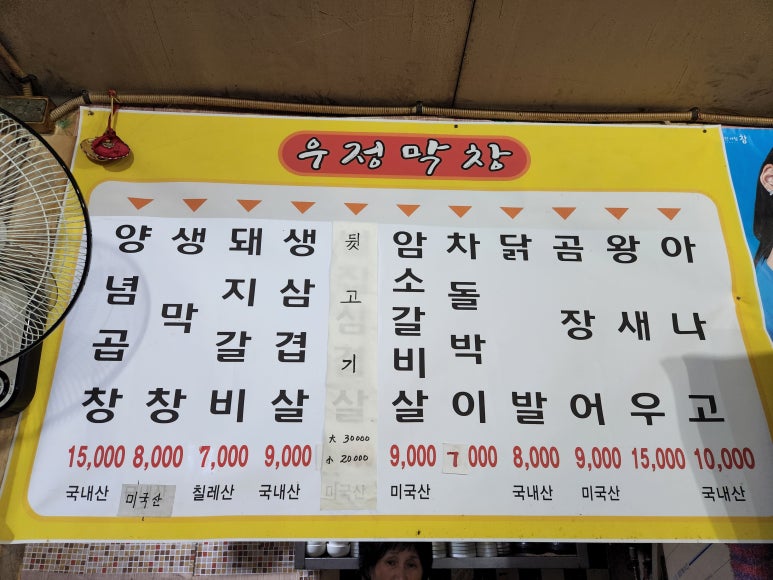 우정막창
양념곱창 15,000 국내산
생막창 8,000 미국산
돼지갈비 7,000 칠레산
생삼겹살 9,000 국내산
뒷고기 大 30000 小 20000 미국산
암소갈비살 9,000 미국산
차돌박이 7 000
닭발 8,000 국내산
곰장어 9,000 미국산
왕새우 15,000
아나고 10,000 국내산